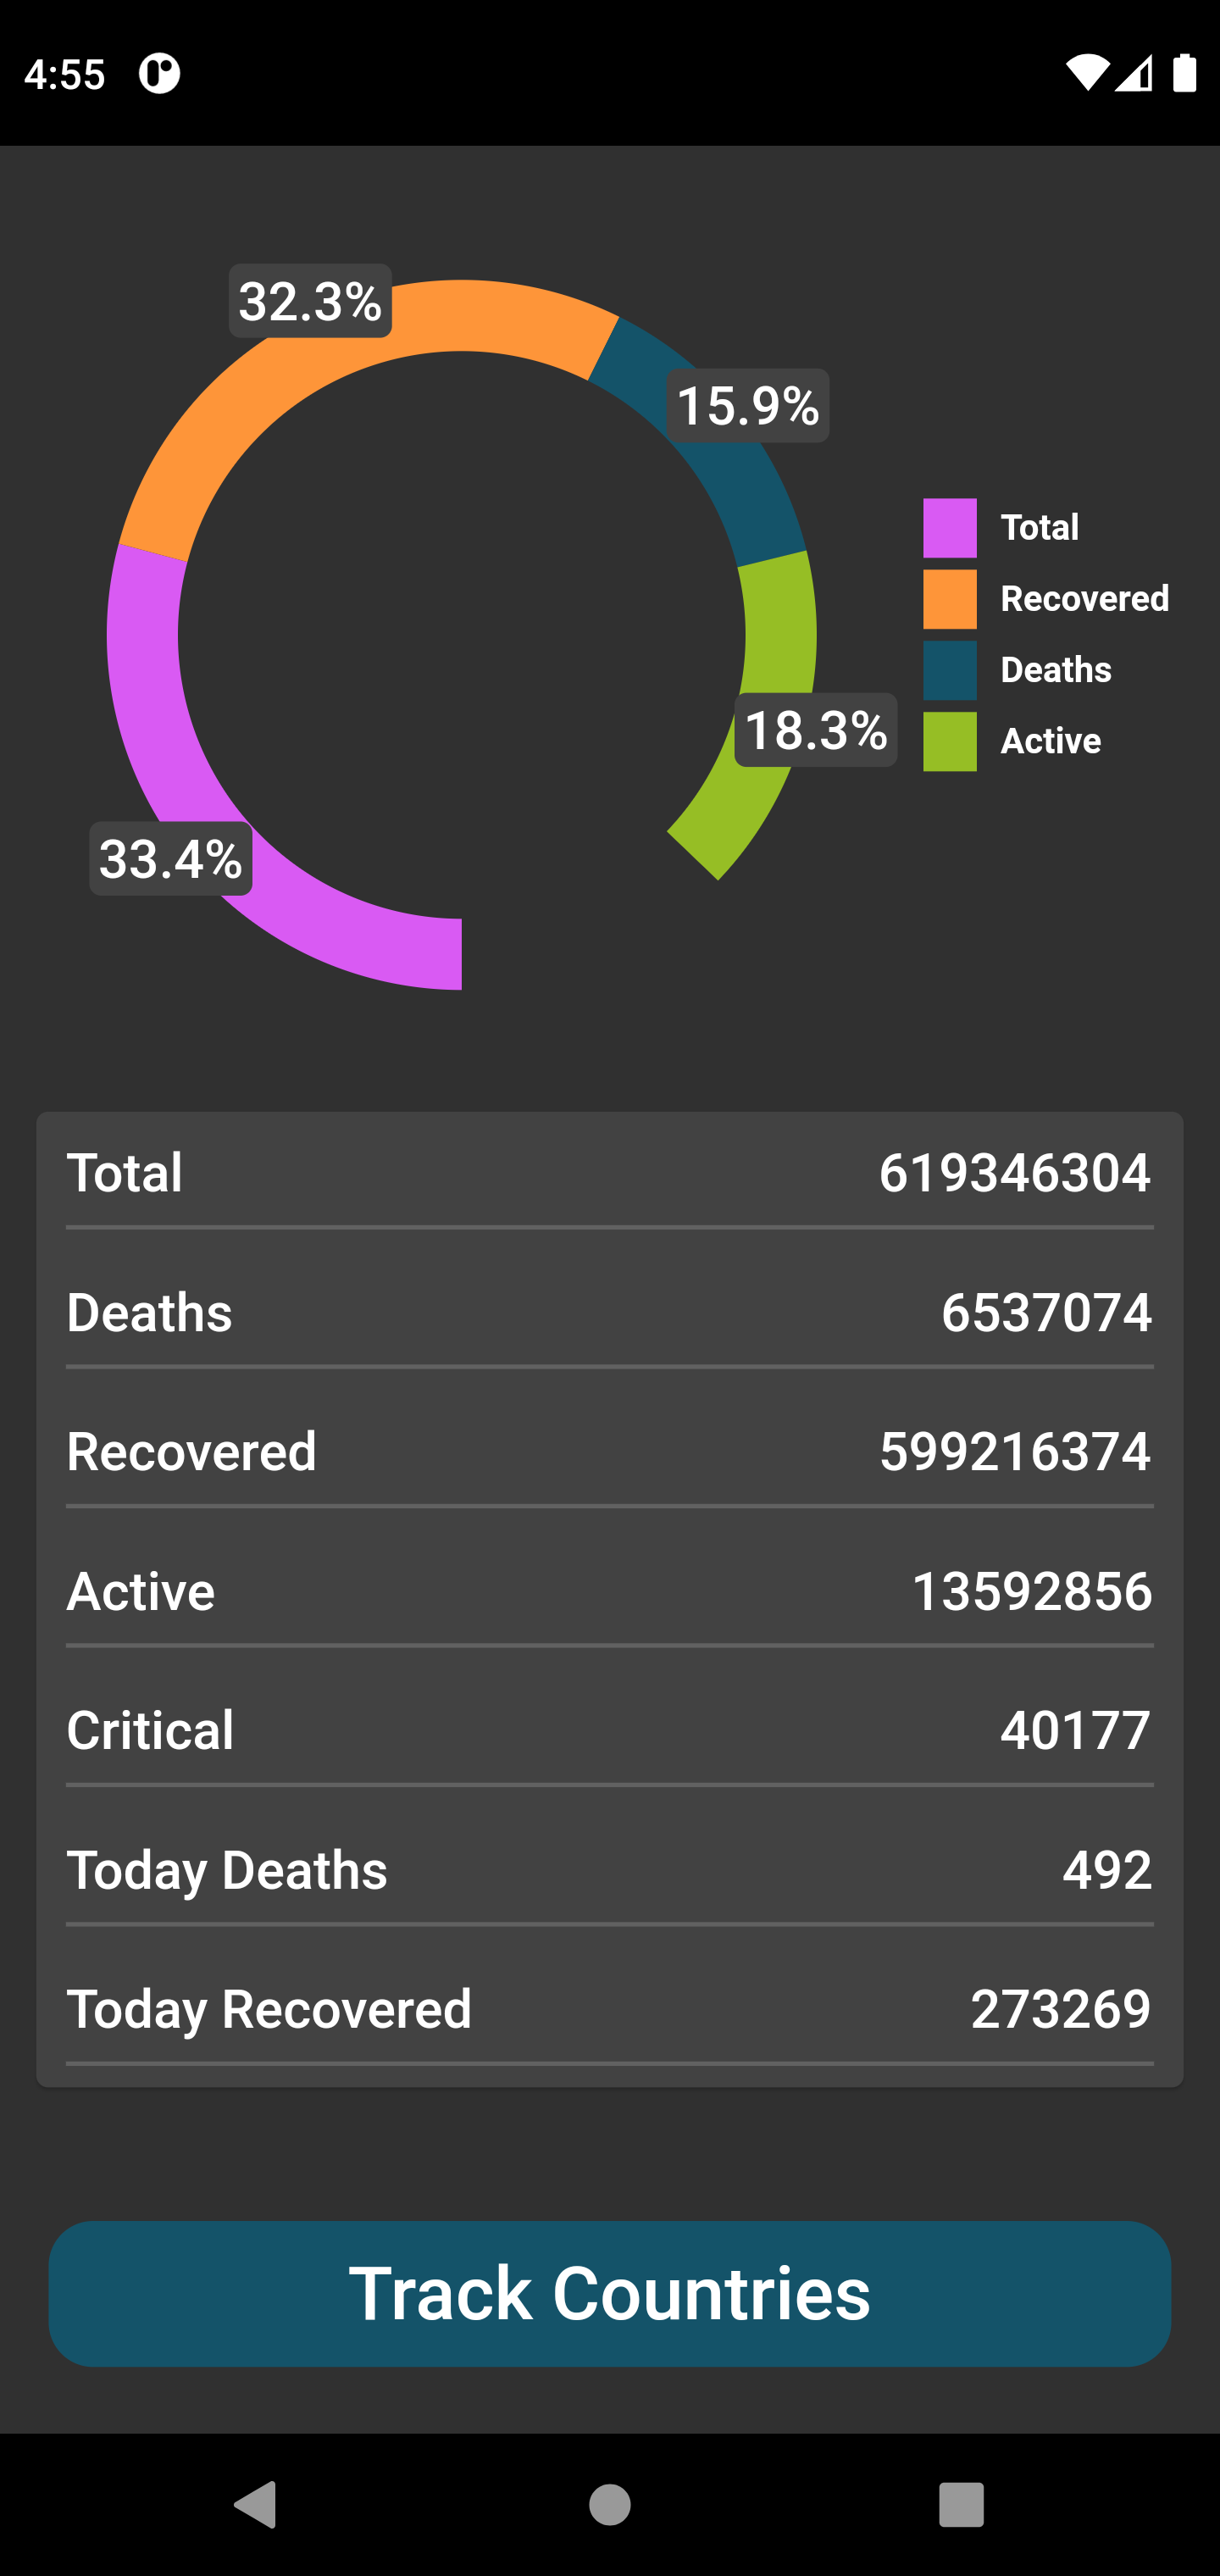 4:55
32.3%
15.9%
18.3%
33.4%
Total
Recovered
Deaths
Active
Total 619346304
Deaths 6537074
Recovered 599216374
Active 13592856
Critical 40177
Today Deaths 492
Today Recovered 273269
Track Countries